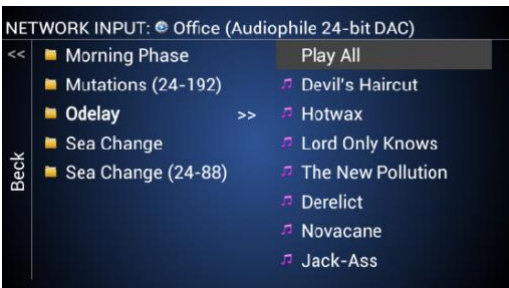 NETWORK INPUT: Office (Audiophile 24-bit DAC)
<<
Beck
Morning Phase
Mutations (24-192)
Odelay >>
Sea Change
Sea Change (24-88)
Play All
Devil's Haircut
Hotwax
Lord Only Knows
The New Pollution
Derelict
Novacane
Jack-Ass